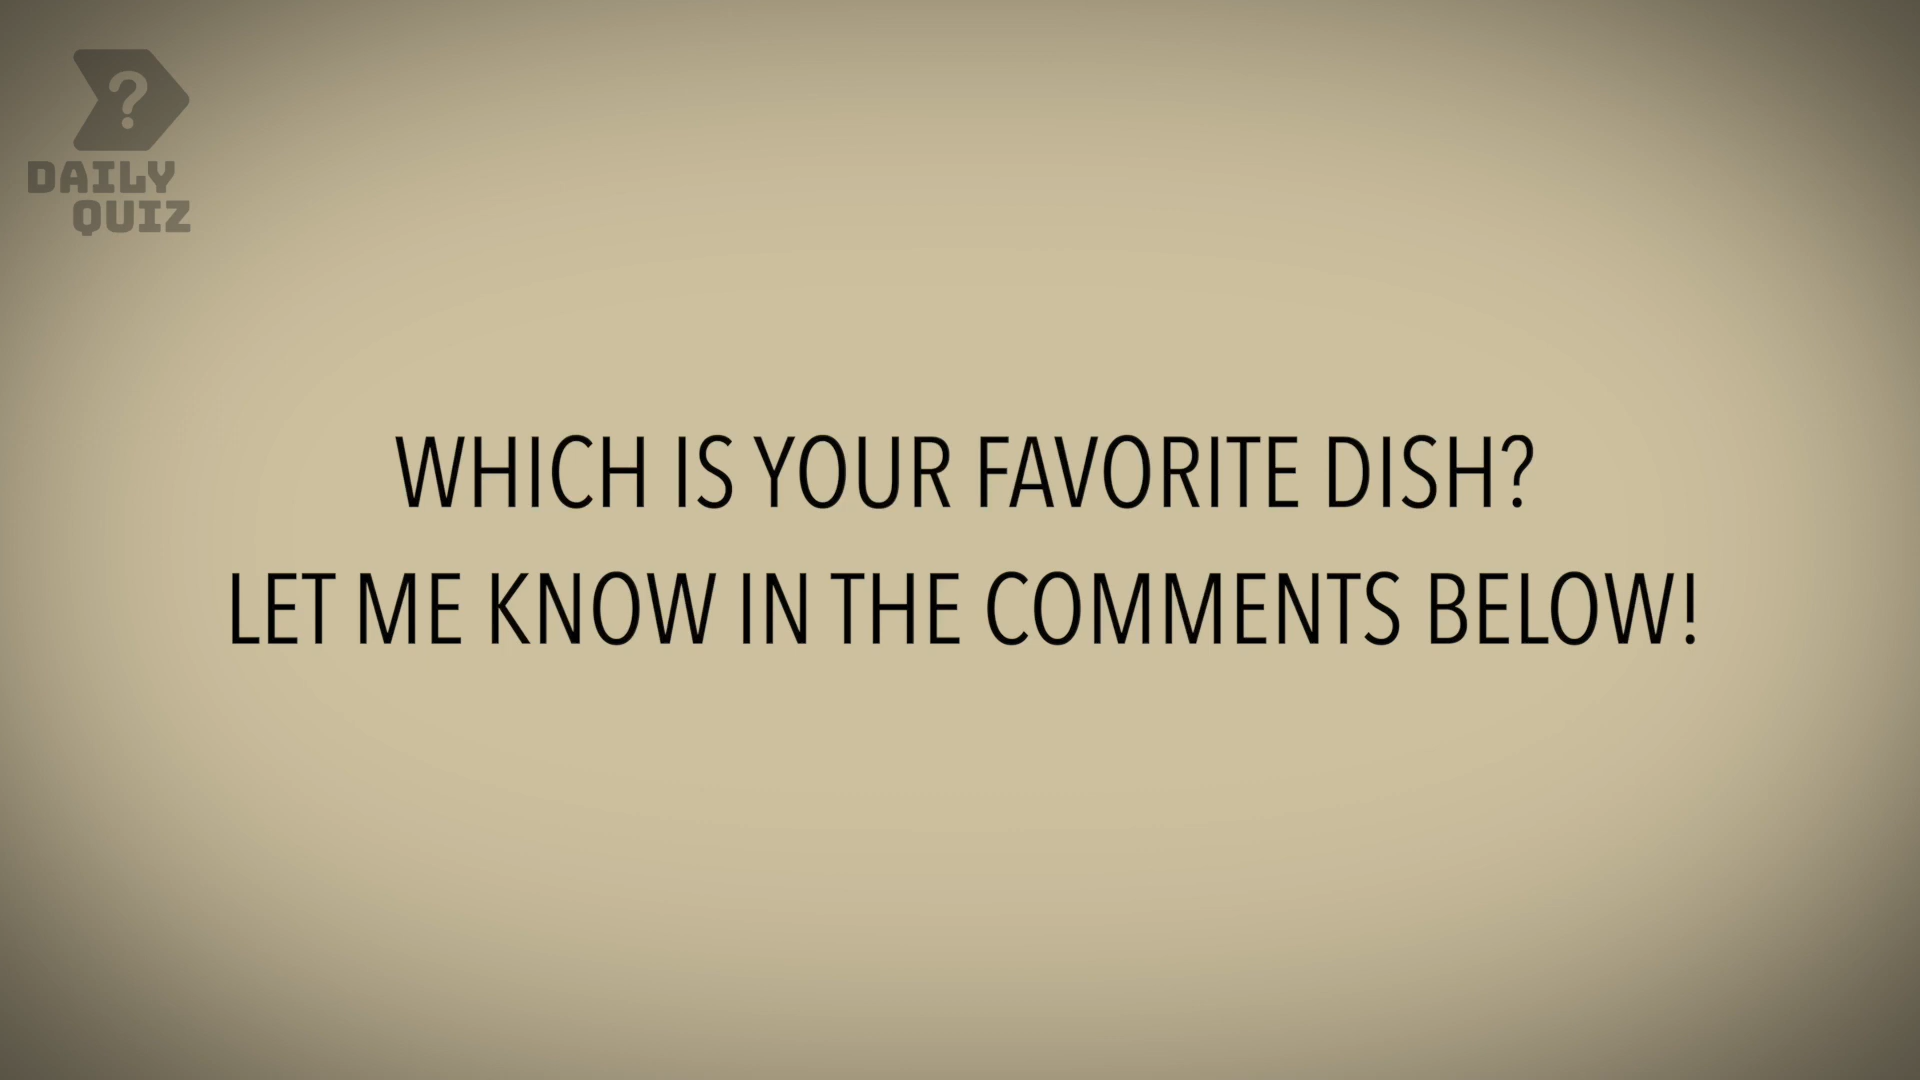 ?
DAILY
QUIZ
WHICH IS YOUR FAVORITE DISH?
LET ME KNOW IN THE COMMENTS BELOW!